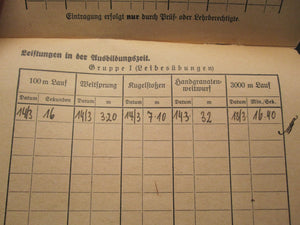 Eintragung erfolgt nur durch Prüf- oder Lehrberechtigte.
Leistungen in der Ausbildungszeit.
Gruppe I (Leibesübungen)
100 m Lauf Weitsprung Kugelstoßen Handgranaten- weitwurf 3000 m Lauf
Datum Sekunden Datum m Datum m Datum m Datum Min./Sek.
14/3 16 14/3 3.20 14/3 7.10 14/3 32 13/3 16.40